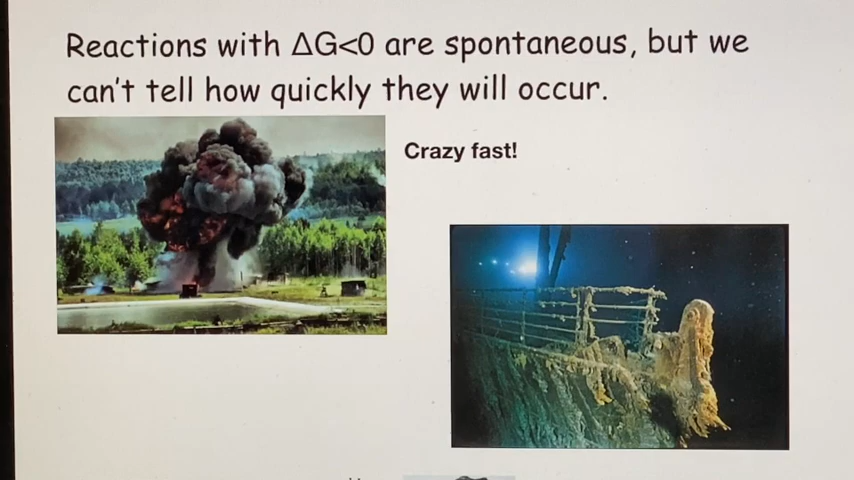 Reactions with ΔG<0 are spontaneous, but we
can't tell how quickly they will occur.
Crazy fast!